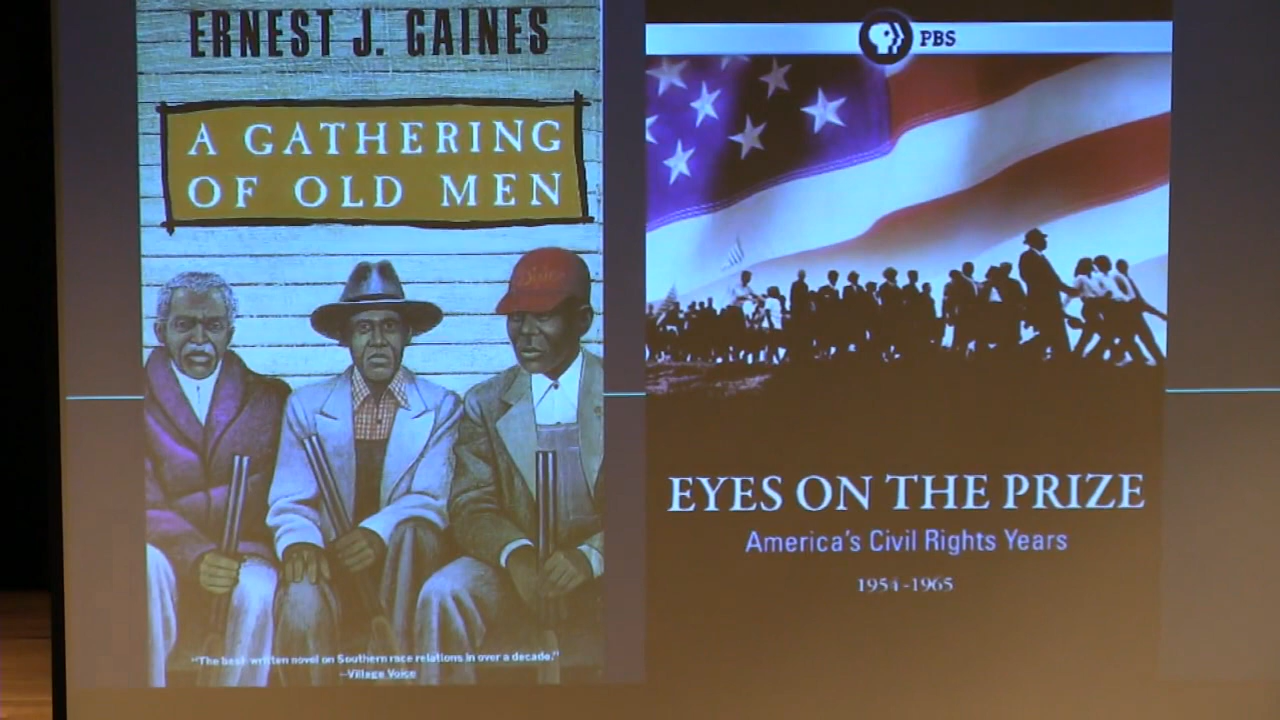 ERNEST J. GAINES
A GATHERING
OF OLD MEN
"The best-written novel on Southern race relations in over a decade."
—Village Voice
PBS
EYES ON THE PRIZE
America's Civil Rights Years
1954-1965